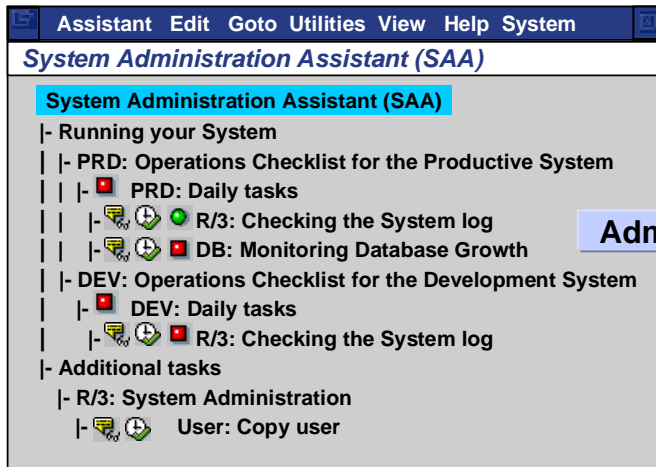 Assistant Edit Goto Utilities View Help System
System Administration Assistant (SAA)
System Administration Assistant (SAA)
|- Running your System
| |- PRD: Operations Checklist for the Productive System
| | |- PRD: Daily tasks
| | |- R/3: Checking the System log
| | |- DB: Monitoring Database Growth
Adm
| |- DEV: Operations Checklist for the Development System
| |- DEV: Daily tasks
| |- R/3: Checking the System log
|- Additional tasks
|- R/3: System Administration
|- User: Copy user